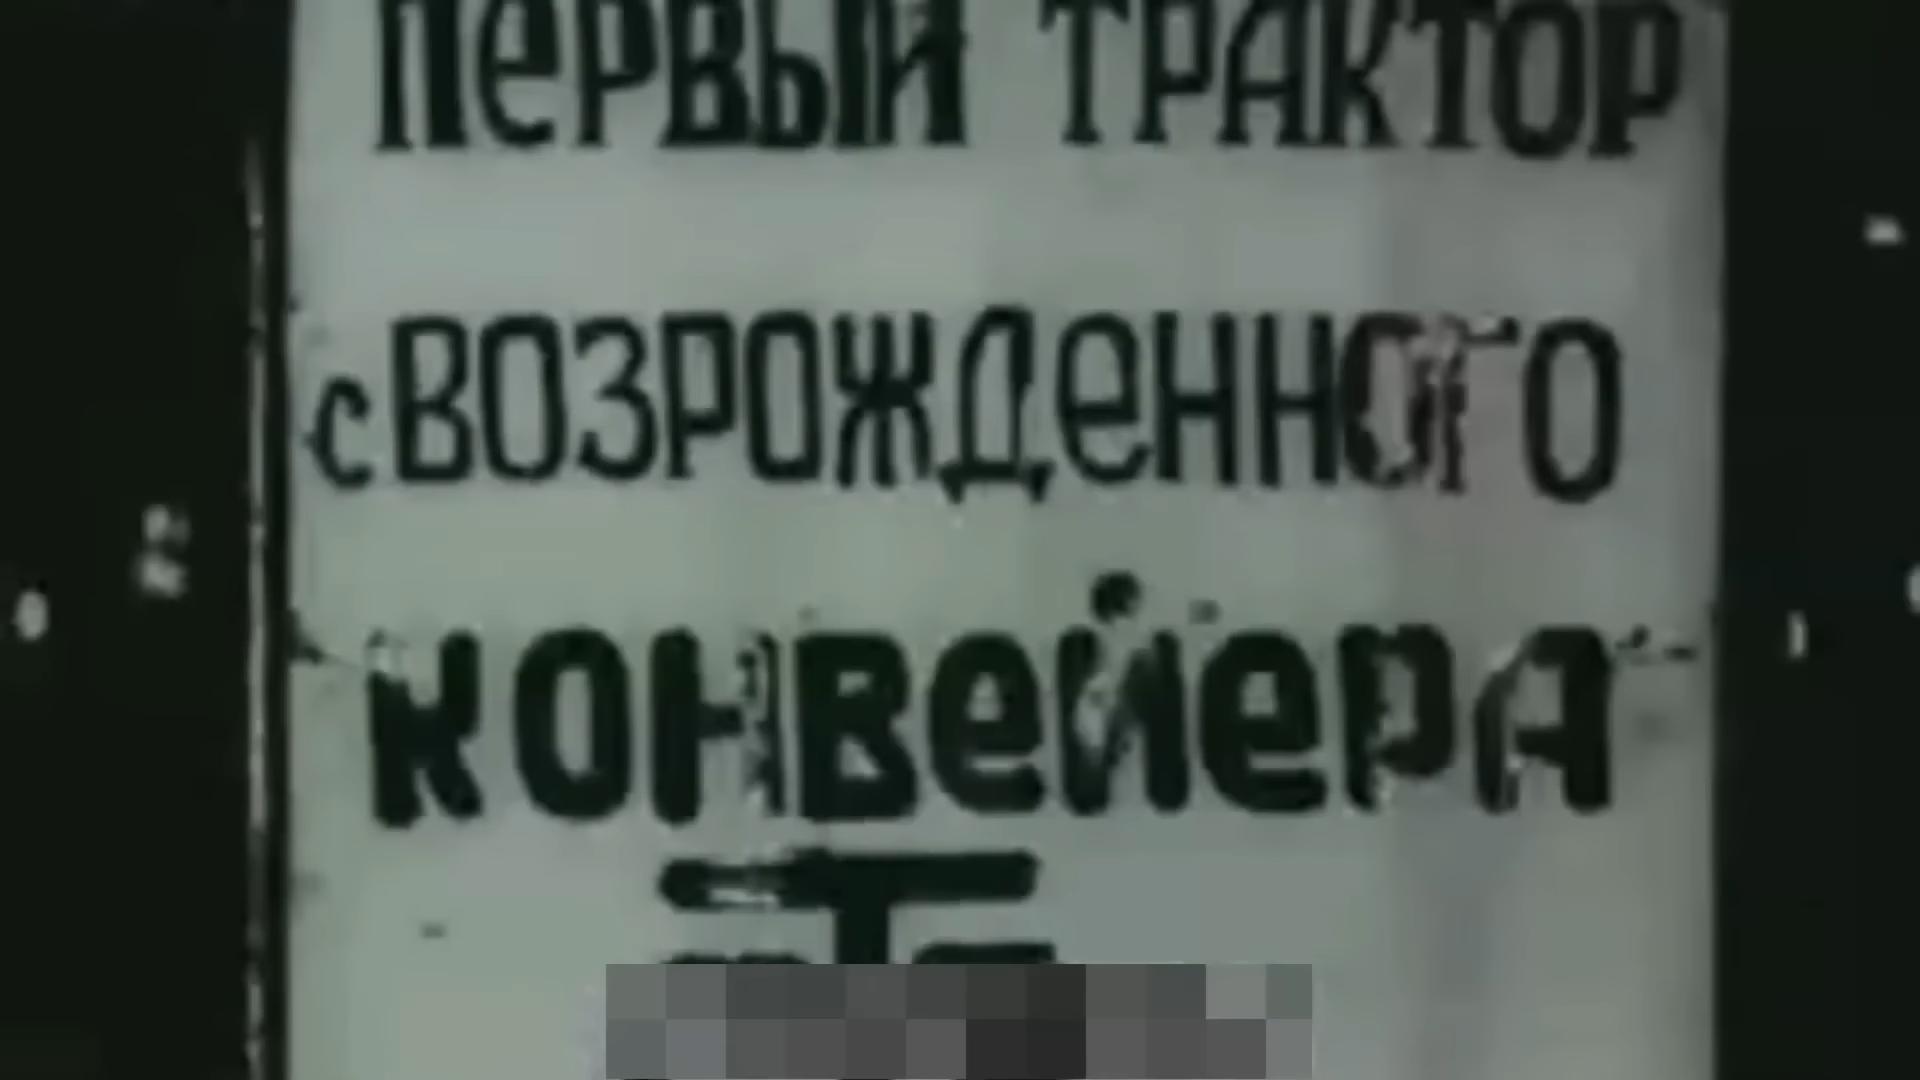 Первый трактор
с возрожденного
конвейера